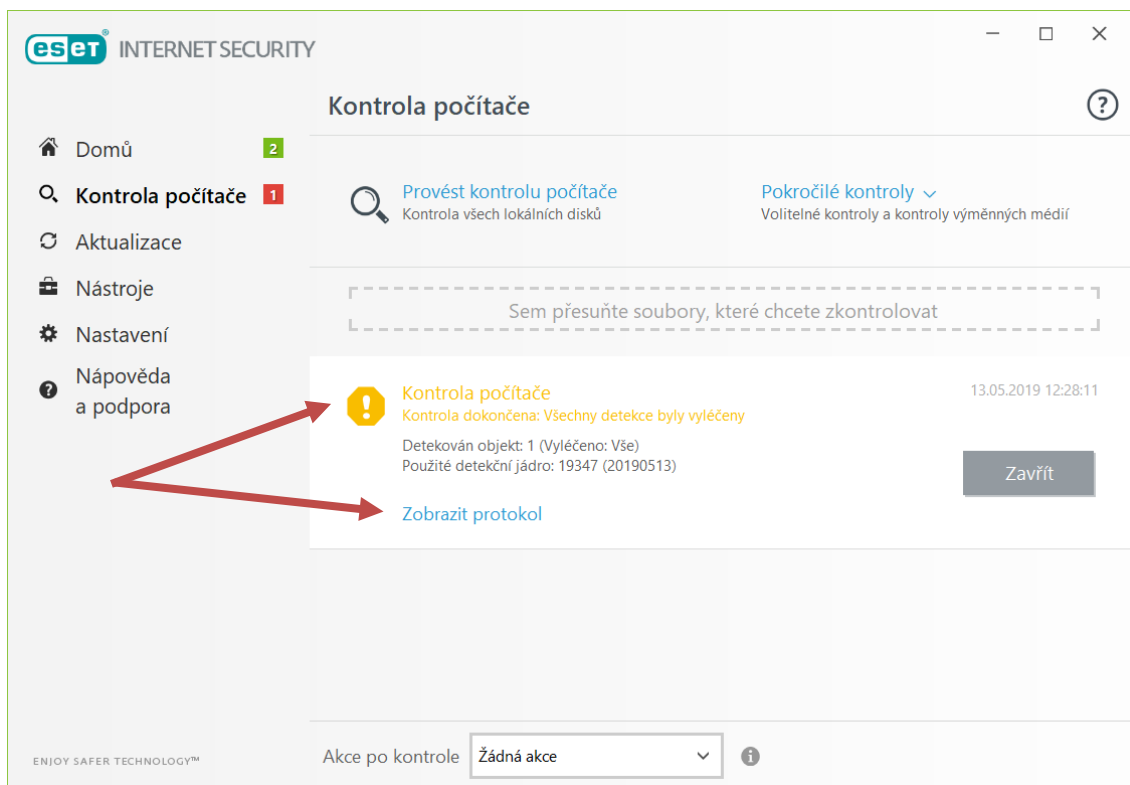 eset INTERNET SECURITY
Kontrola počítače
Domů 2
Kontrola počítače 1
Aktualizace
Nástroje
Nastavení
Nápověda
a podpora
Provést kontrolu počítače
Kontrola všech lokálních disků
Pokročilé kontroly
Volitelné kontroly a kontroly výměnných médií
Sem přesuňte soubory, které chcete zkontrolovat
Kontrola počítače
13.05.2019 12:28:11
Kontrola dokončena: Všechny detekce byly vyléčeny
Detekován objekt: 1 (Vyléčeno: Vše)
Použité detekční jádro: 19347 (20190513)
Zavřít
Zobrazit protokol
Akce po kontrole Žádná akce
ENJOY SAFER TECHNOLOGY™